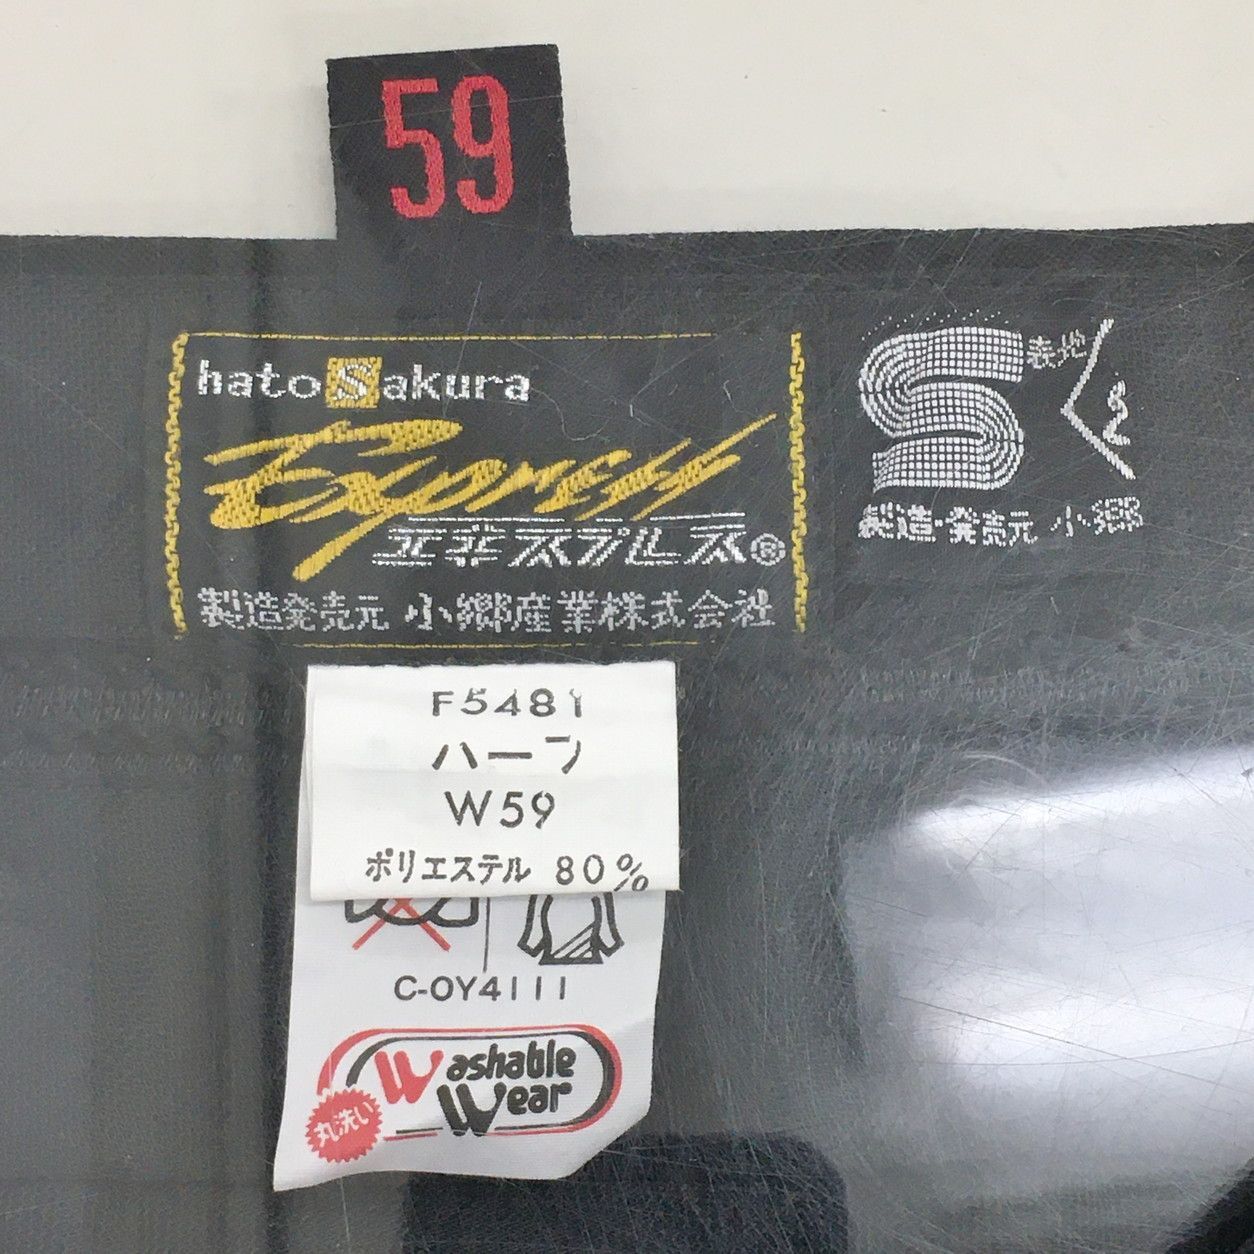 59
hato Sakura
Express
エキスプレス®
製造発売元 小郷産業株式会社
S
表地
製造・発売元 小郷
F5481
ハーフ
W59
ポリエステル 80%
C-OY4111
Washable
Wear
丸洗い